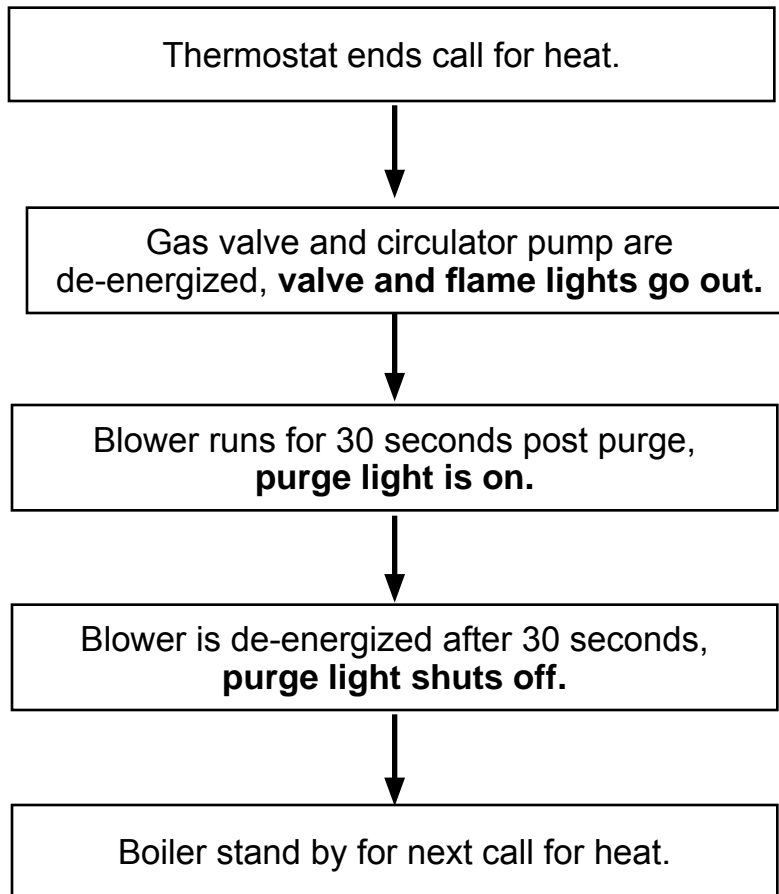 Thermostat ends call for heat.
Gas valve and circulator pump are
de-energized, valve and flame lights go out.
Blower runs for 30 seconds post purge,
purge light is on.
Blower is de-energized after 30 seconds,
purge light shuts off.
Boiler stand by for next call for heat.